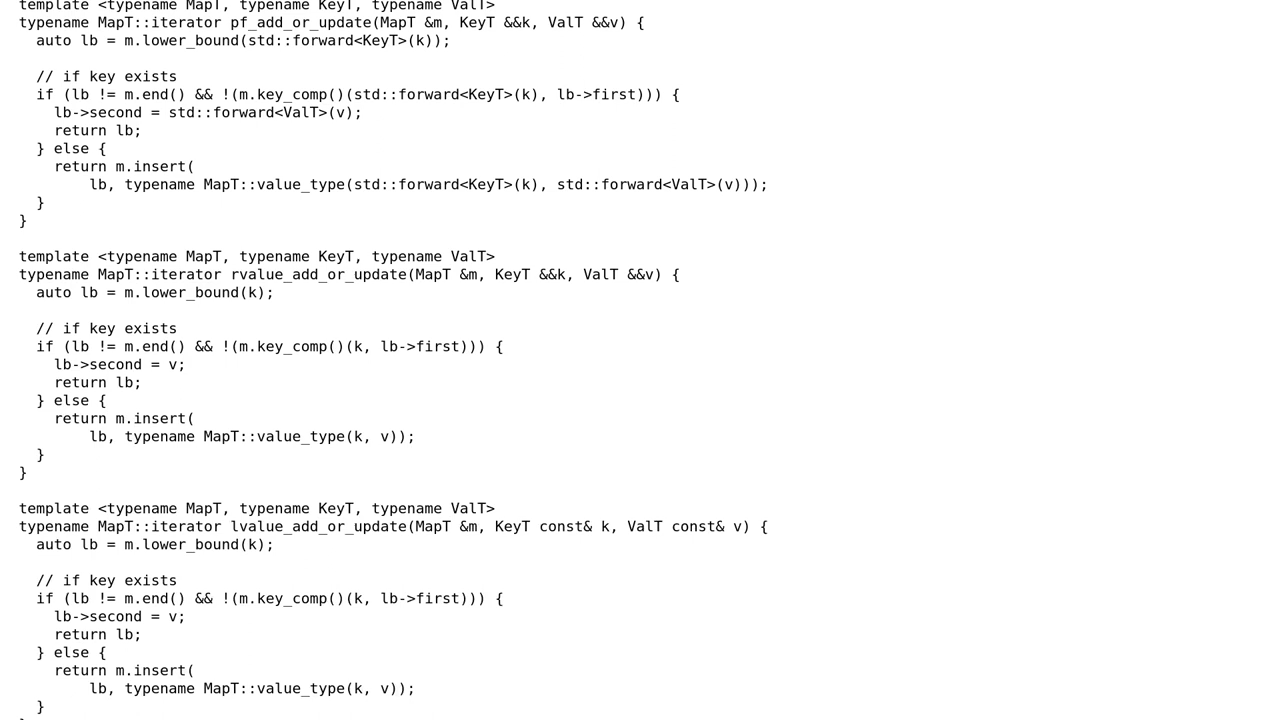 template <typename MapT, typename KeyT, typename ValT>
typename MapT::iterator pf_add_or_update(MapT &m, KeyT &&k, ValT &&v) {
  auto lb = m.lower_bound(std::forward<KeyT>(k));

  // if key exists
  if (lb != m.end() && !(m.key_comp()(std::forward<KeyT>(k), lb->first))) {
    lb->second = std::forward<ValT>(v);
    return lb;
  } else {
    return m.insert(
        lb, typename MapT::value_type(std::forward<KeyT>(k), std::forward<ValT>(v)));
  }
}

template <typename MapT, typename KeyT, typename ValT>
typename MapT::iterator rvalue_add_or_update(MapT &m, KeyT &&k, ValT &&v) {
  auto lb = m.lower_bound(k);

  // if key exists
  if (lb != m.end() && !(m.key_comp()(k, lb->first))) {
    lb->second = v;
    return lb;
  } else {
    return m.insert(
        lb, typename MapT::value_type(k, v));
  }
}

template <typename MapT, typename KeyT, typename ValT>
typename MapT::iterator lvalue_add_or_update(MapT &m, KeyT const& k, ValT const& v) {
  auto lb = m.lower_bound(k);

  // if key exists
  if (lb != m.end() && !(m.key_comp()(k, lb->first))) {
    lb->second = v;
    return lb;
  } else {
    return m.insert(
        lb, typename MapT::value_type(k, v));
  }